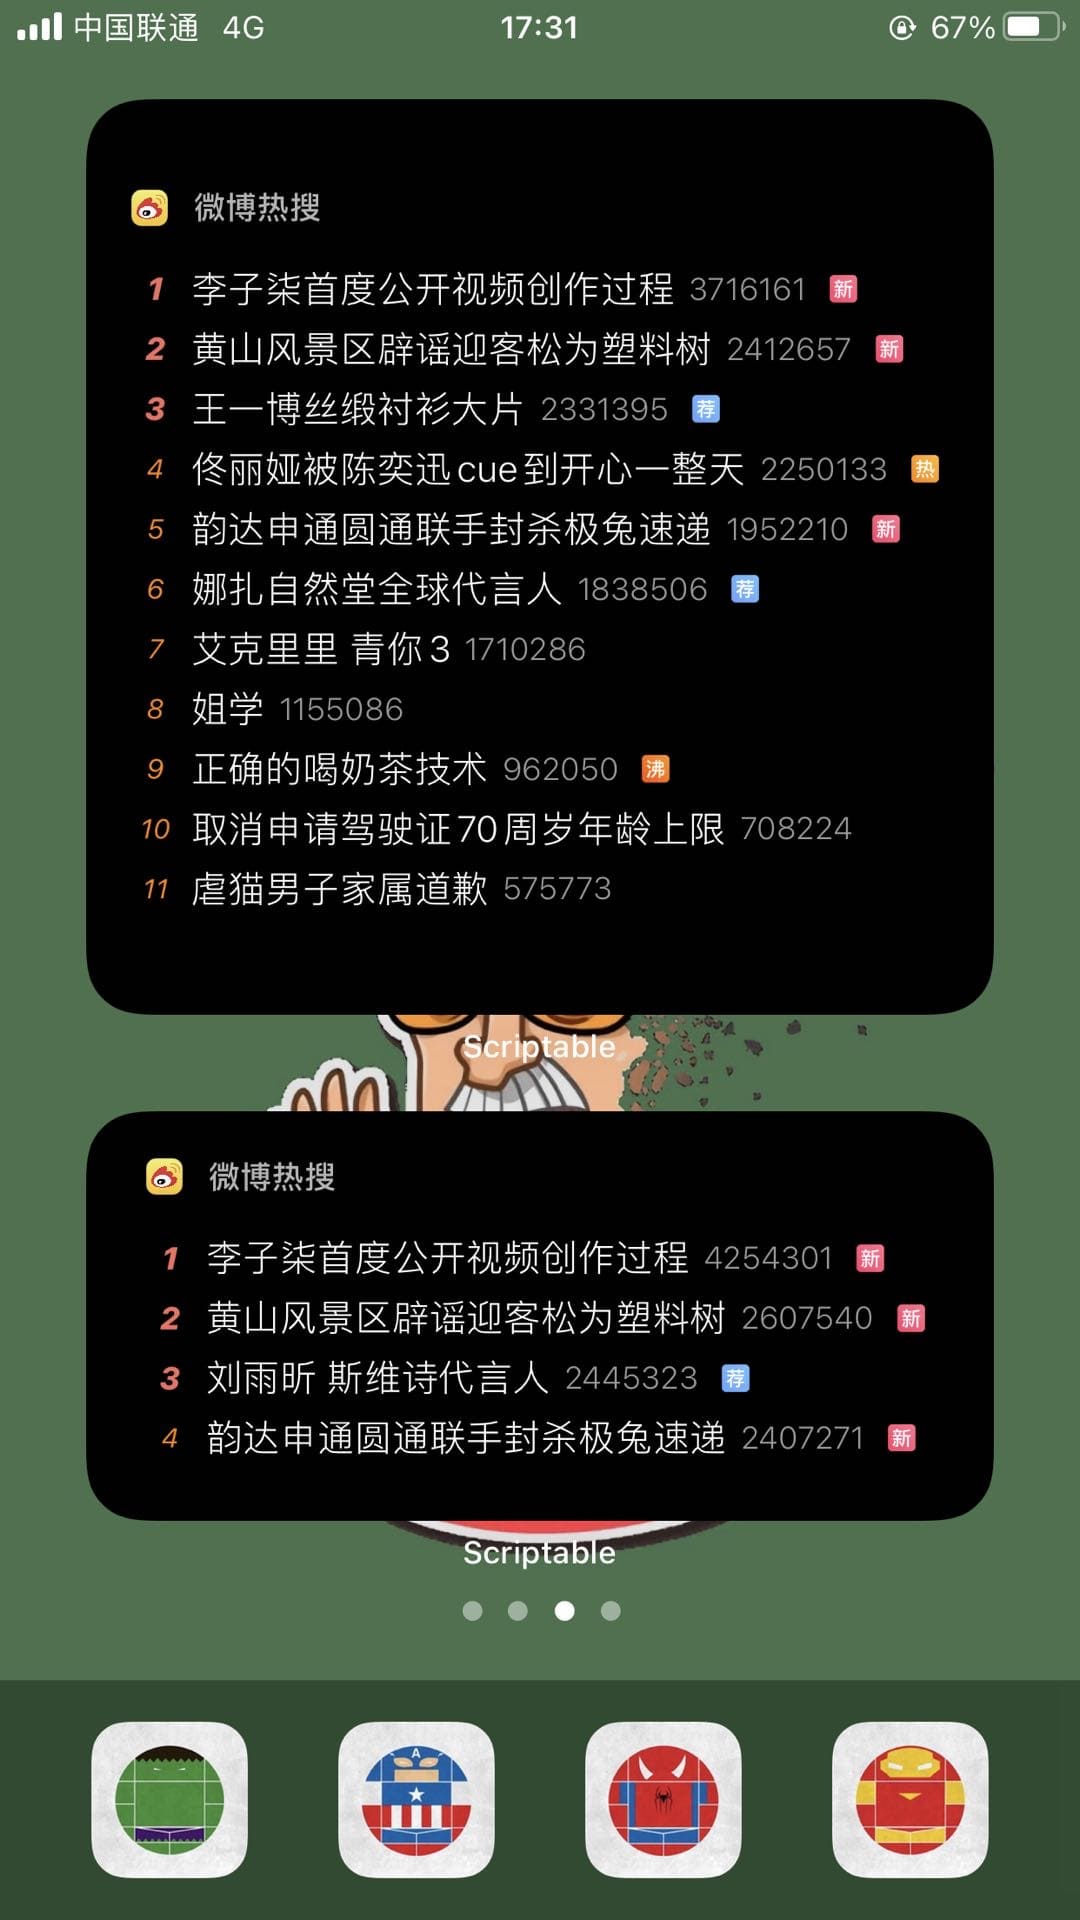 中国联通 4G 17:31 67%
微博热搜
1 李子柒首度公开视频创作过程 3716161 新
2 黄山风景区辟谣迎客松为塑料树 2412657 新
3 王一博丝缎衬衫大片 2331395 荐
4 佟丽娅被陈奕迅cue到开心一整天 2250133 热
5 韵达申通圆通联手封杀极兔速递 1952210 新
6 娜扎自然堂全球代言人 1838506 荐
7 艾克里里 青你3 1710286
8 姐学 1155086
9 正确的喝奶茶技术 962050 沸
10 取消申请驾驶证70周岁年龄上限 708224
11 虐猫男子家属道歉 575773
Scriptable
微博热搜
1 李子柒首度公开视频创作过程 4254301 新
2 黄山风景区辟谣迎客松为塑料树 2607540 新
3 刘雨昕 斯维诗代言人 2445323 荐
4 韵达申通圆通联手封杀极兔速递 2407271 新
Scriptable
A